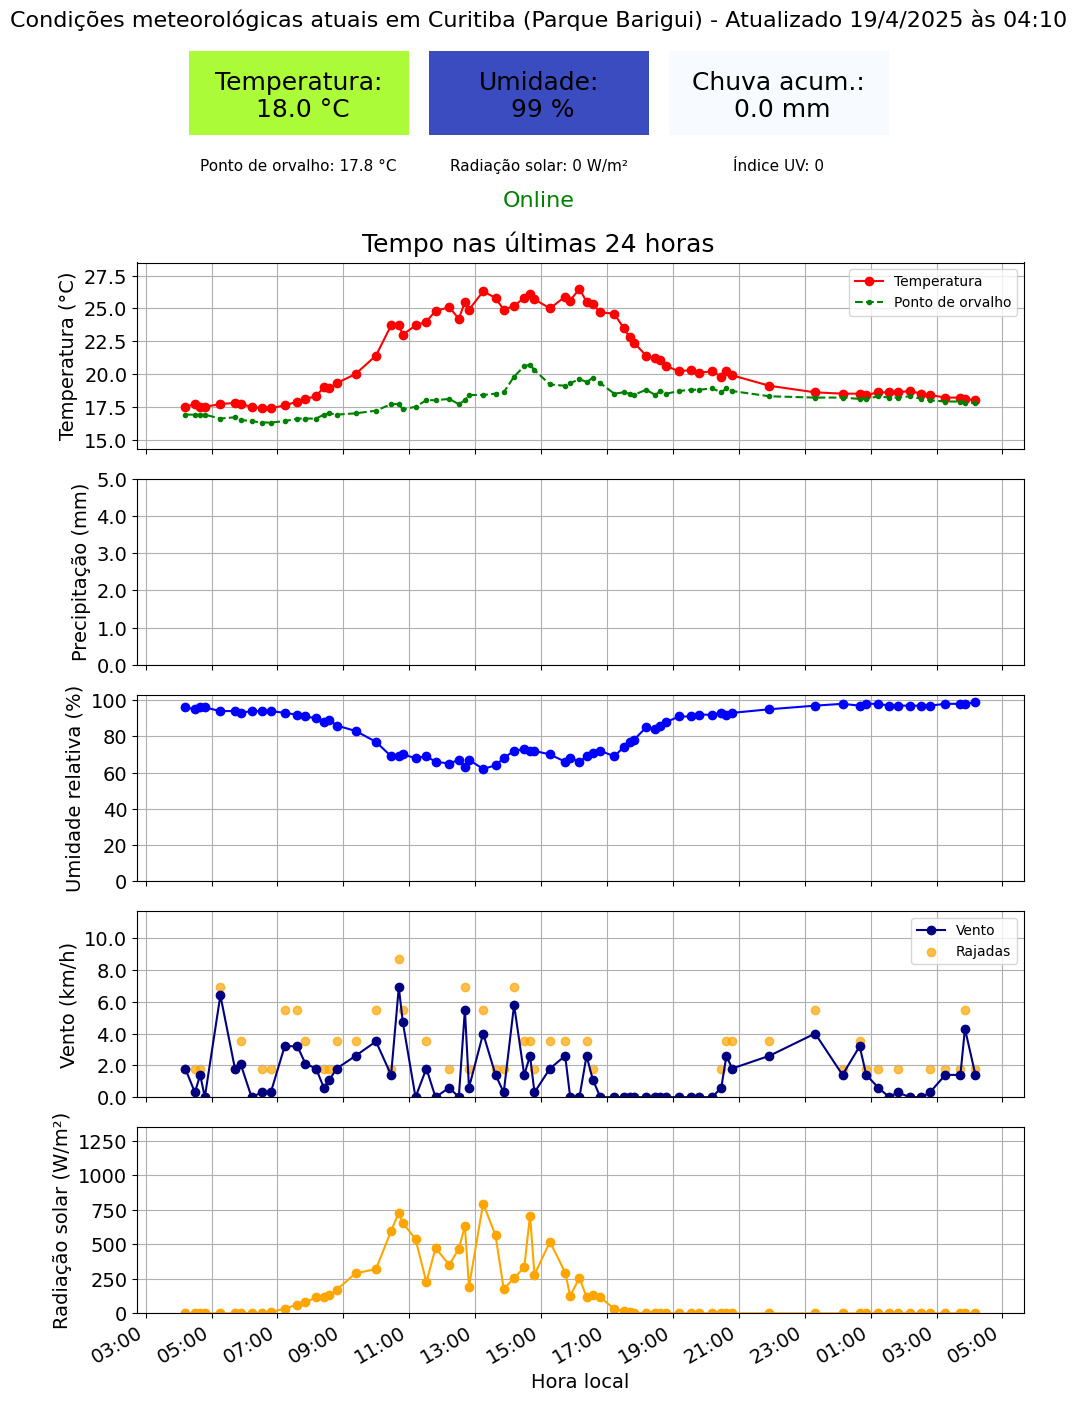 Condições meteorológicas atuais em Curitiba (Parque Barigui) - Atualizado 19/4/2025 às 04:10
Temperatura:
18.0 °C
Umidade:
99 %
Chuva acum.:
0.0 mm
Ponto de orvalho: 17.8 °C
Radiação solar: 0 W/m²
Índice UV: 0
Online
Tempo nas últimas 24 horas
Temperatura (°C)
27.5
25.0
22.5
20.0
17.5
15.0
Temperatura
Ponto de orvalho
Precipitação (mm)
5.0
4.0
3.0
2.0
1.0
0.0
Umidade relativa (%)
100
80
60
40
20
0
Vento (km/h)
10.0
8.0
6.0
4.0
2.0
0.0
Vento
Rajadas
Radiação solar (W/m²)
1250
1000
750
500
250
0
03:00
05:00
07:00
09:00
11:00
13:00
15:00
17:00
19:00
21:00
23:00
01:00
03:00
05:00
Hora local